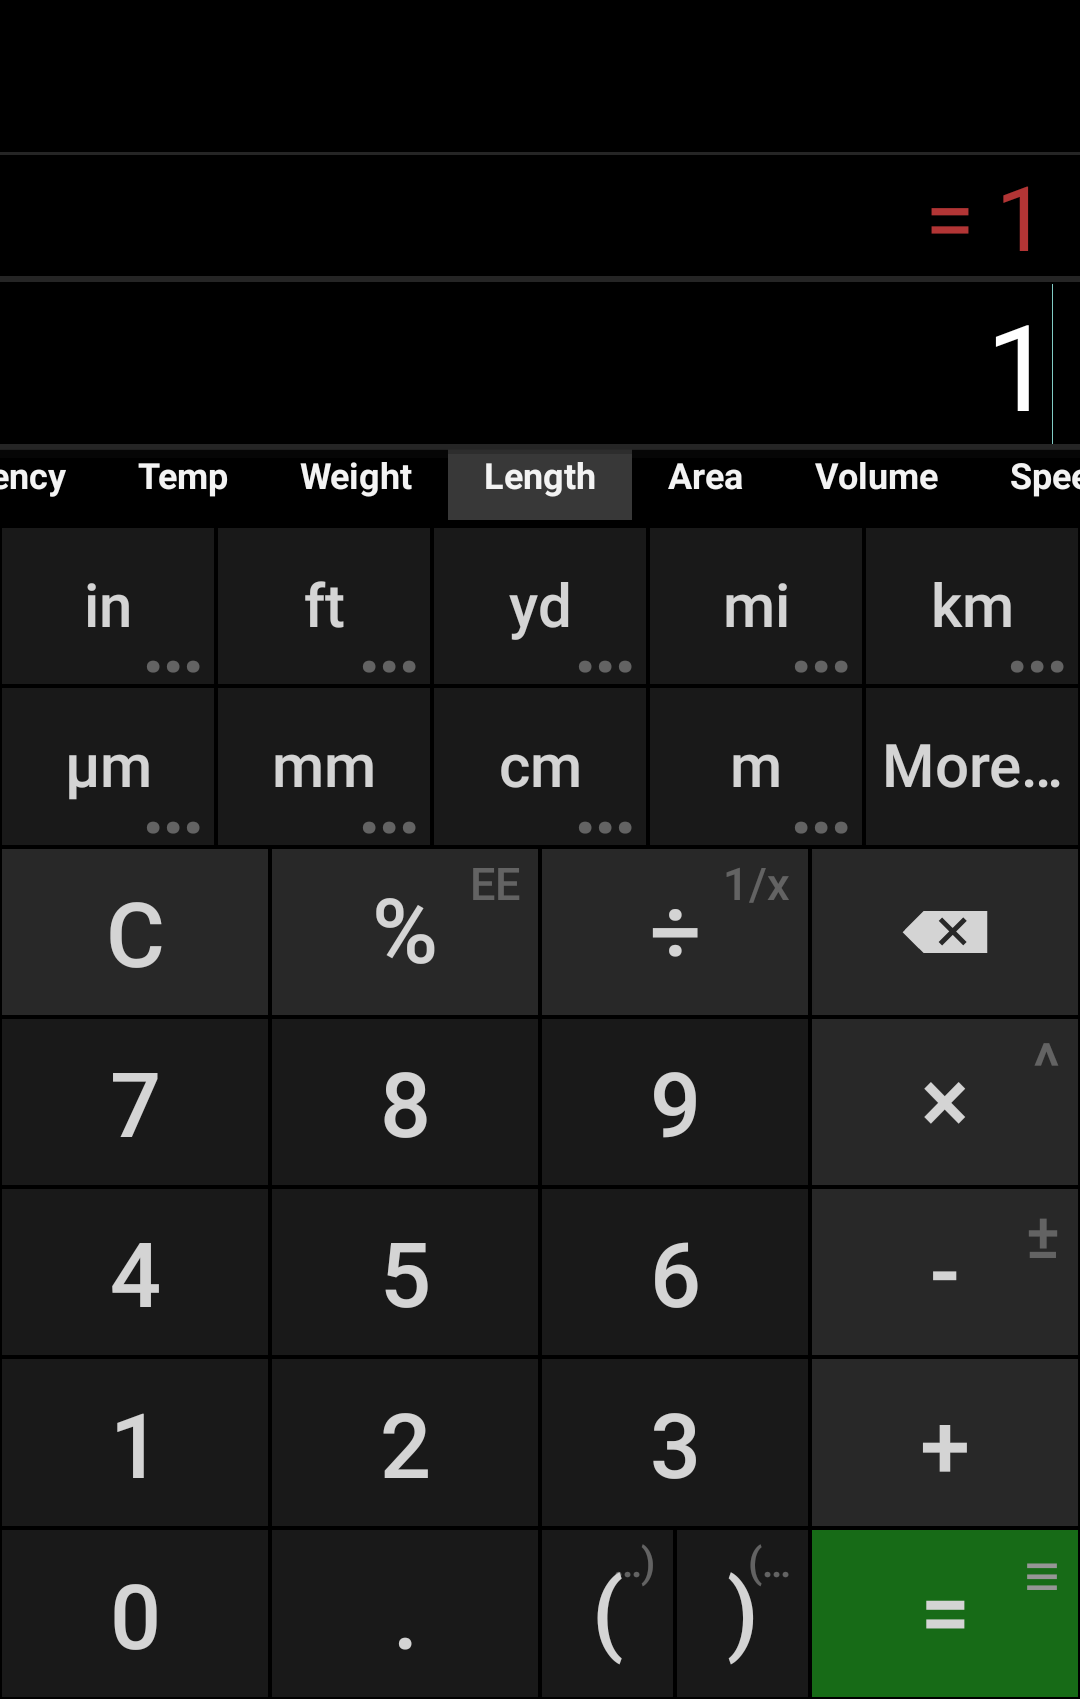 = 1
1
ency Temp Weight Length Area Volume Spee
in ft yd mi km
µm mm cm m More...
C % EE ÷ 1/x
7 8 9 × ^
4 5 6 - ±
1 2 3 +
0 . ( ..) ) (... =